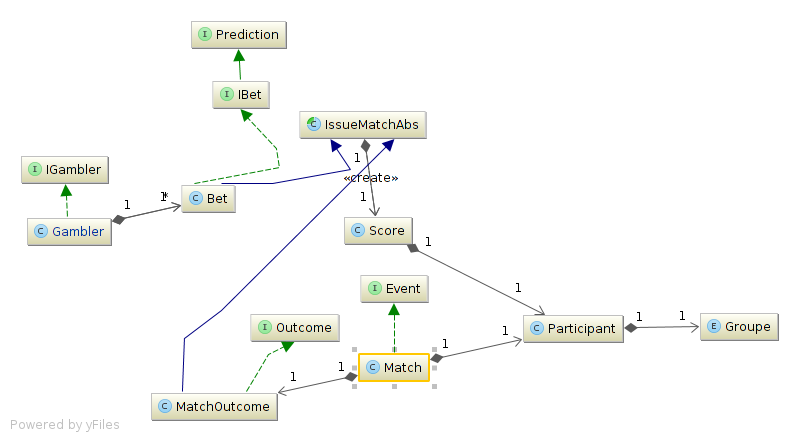 I Prediction
I IBet
C IssueMatchAbs
1
I IGambler
«create»
1
1 1*
C Bet
C Gambler
C Score
1
I Event
1
1 1
I Outcome
C Participant
E Groupe
1
1
1
1
C Match
C MatchOutcome
Powered by yFiles